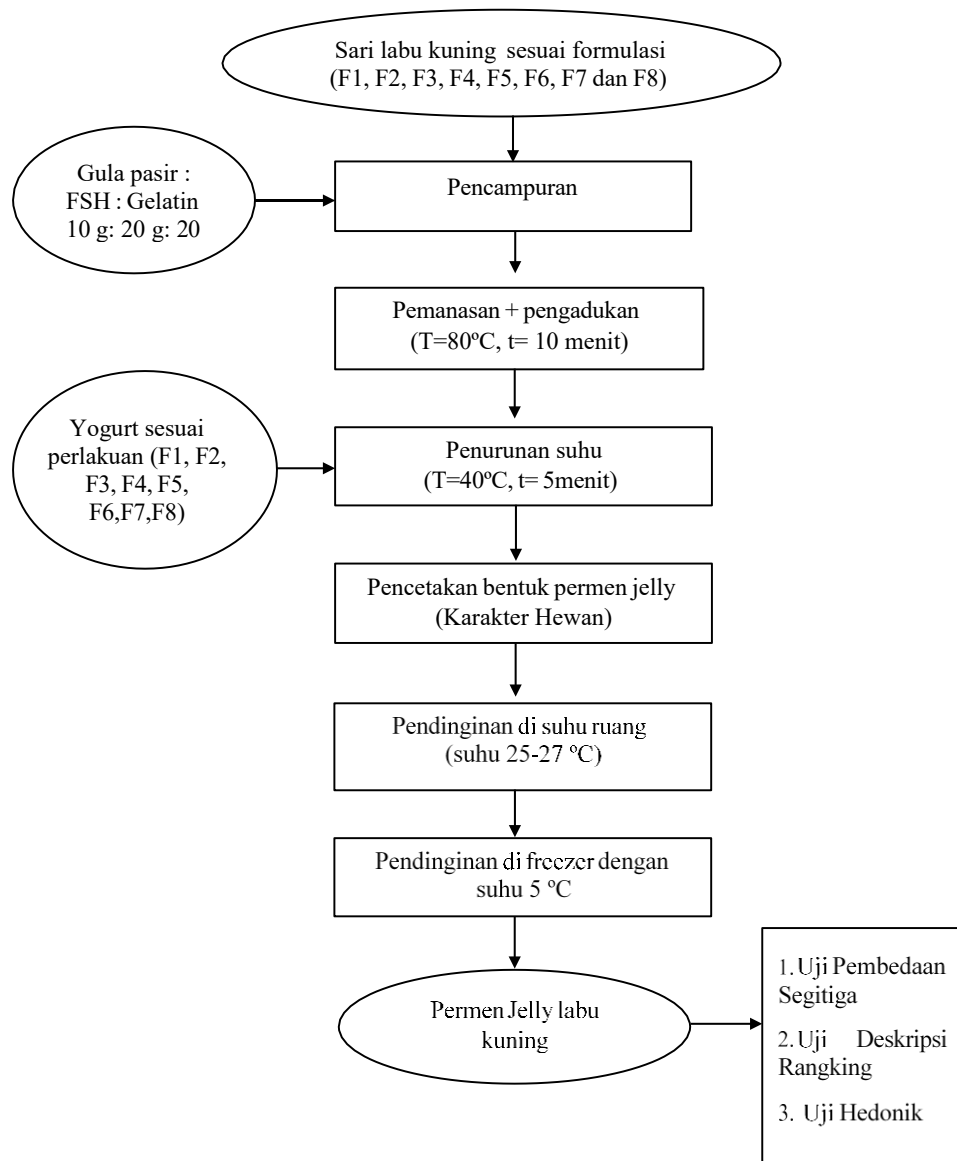 Sari labu kuning sesuai formulasi
(F1, F2, F3, F4, F5, F6, F7 dan F8)
Gula pasir :
FSH : Gelatin
10 g: 20 g: 20
Pencampuran
Pemanasan + pengadukan
(T=80ºC, t= 10 menit)
Yogurt sesuai
perlakuan (F1, F2,
F3, F4, F5,
F6,F7,F8)
Penurunan suhu
(T=40ºC, t= 5menit)
Pencetakan bentuk permen jelly
(Karakter Hewan)
Pendinginan di suhu ruang
(suhu 25-27 ºC)
Pendinginan di freezer dengan
suhu 5 ºC
Permen Jelly labu
kuning
1. Uji Pembedaan
Segitiga
2. Uji Deskripsi
Rangking
3. Uji Hedonik